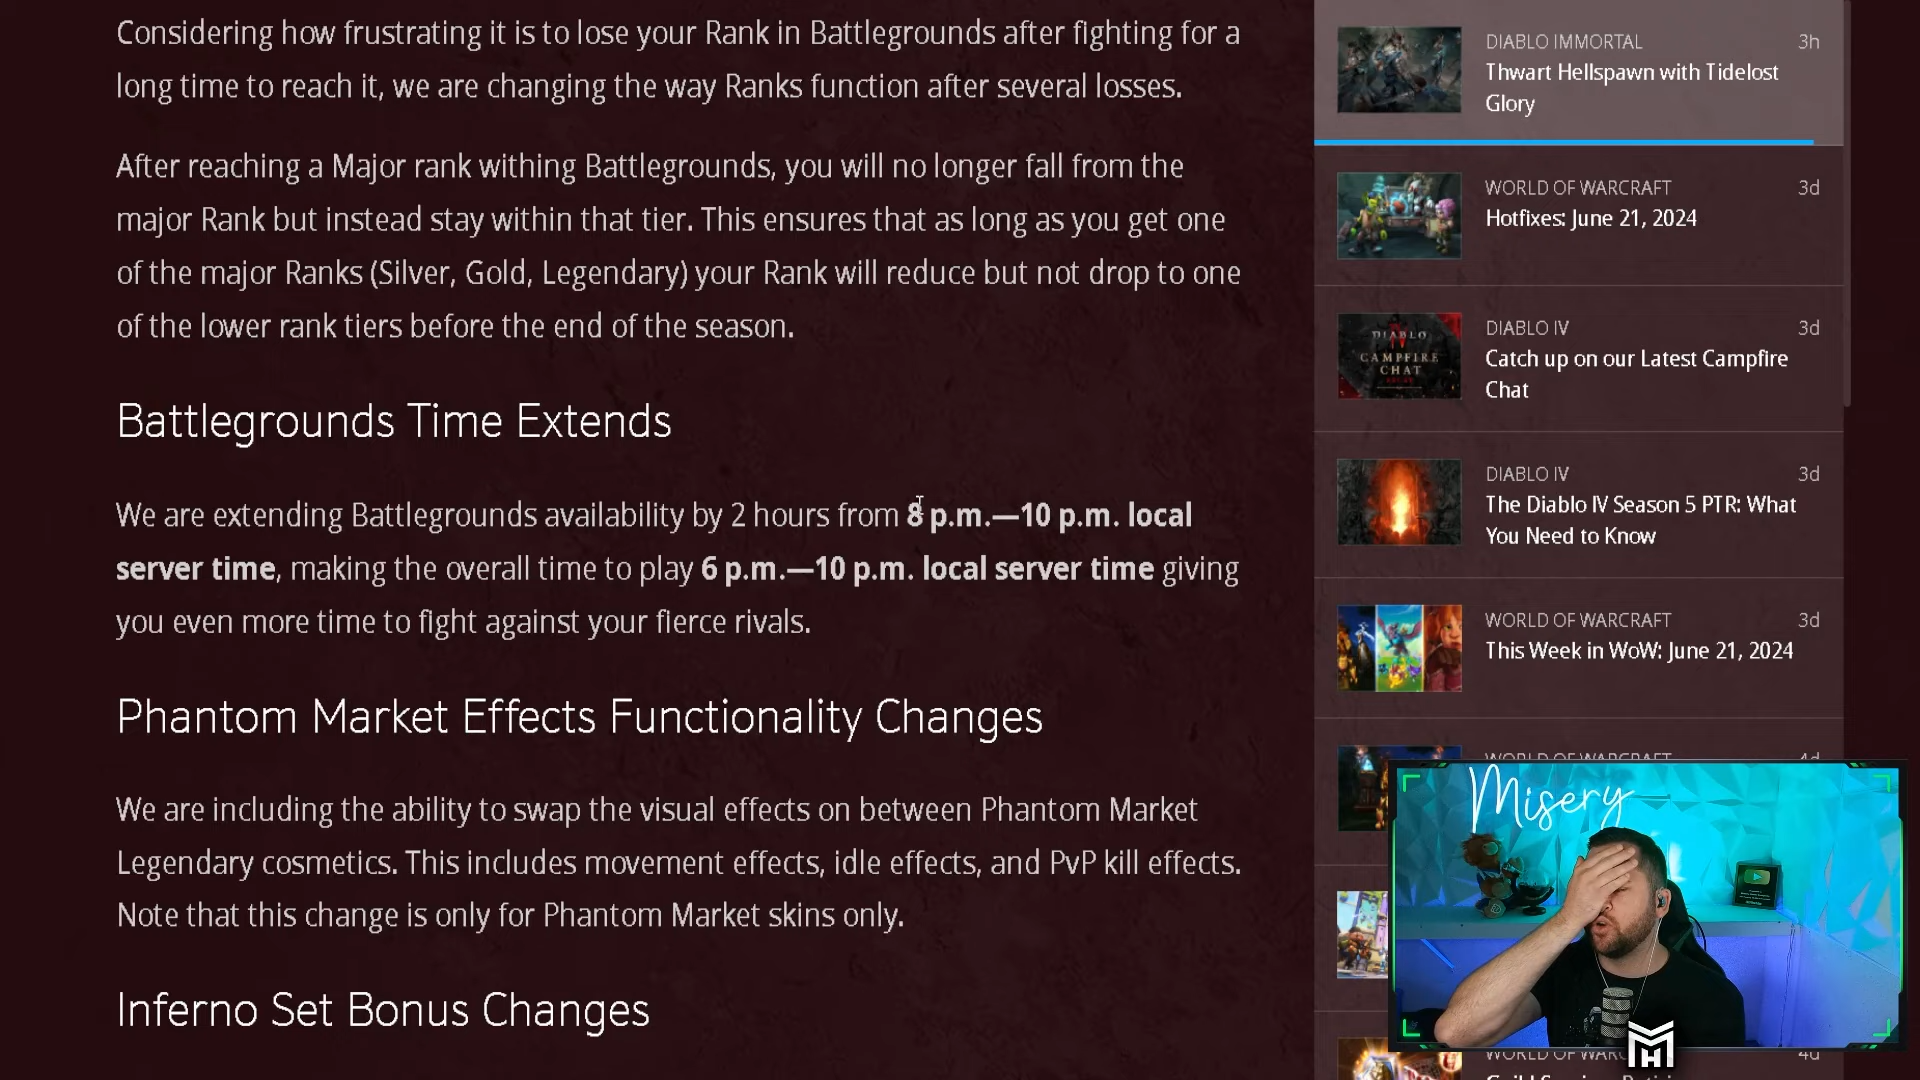 Considering how frustrating it is to lose your Rank in Battlegrounds after fighting for a
long time to reach it, we are changing the way Ranks function after several losses.
After reaching a Major rank withing Battlegrounds, you will no longer fall from the
major Rank but instead stay within that tier. This ensures that as long as you get one
of the major Ranks (Silver, Gold, Legendary) your Rank will reduce but not drop to one
of the lower rank tiers before the end of the season.
Battlegrounds Time Extends
We are extending Battlegrounds availability by 2 hours from 8 p.m.—10 p.m. local
server time, making the overall time to play 6 p.m.—10 p.m. local server time giving
you even more time to fight against your fierce rivals.
Phantom Market Effects Functionality Changes
We are including the ability to swap the visual effects on between Phantom Market
Legendary cosmetics. This includes movement effects, idle effects, and PvP kill effects.
Note that this change is only for Phantom Market skins only.
Inferno Set Bonus Changes
DIABLO IMMORTAL 3h
Thwart Hellspawn with Tidelost
Glory
WORLD OF WARCRAFT 3d
Hotfixes: June 21, 2024
DIABLO IV 3d
Catch up on our Latest Campfire
Chat
DIABLO
CAMPFIRE
CHAT
DIABLO IV 3d
The Diablo IV Season 5 PTR: What
You Need to Know
WORLD OF WARCRAFT 3d
This Week in WoW: June 21, 2024
WORLD OF WARCRAFT 4d
Misery
WORLD OF WARC 4d